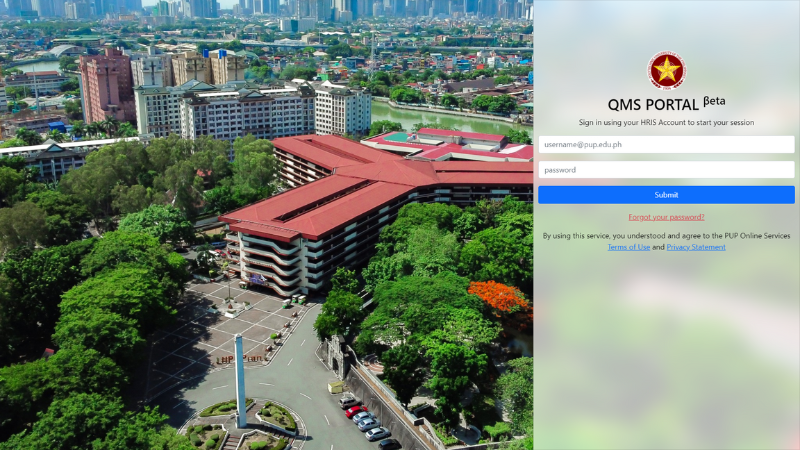 QMS PORTAL βeta
Sign in using your HRIS Account to start your session
username@pup.edu.ph
password
Submit
Forgot your password?
By using this service, you understood and agree to the PUP Online Services
Terms of Use and Privacy Statement